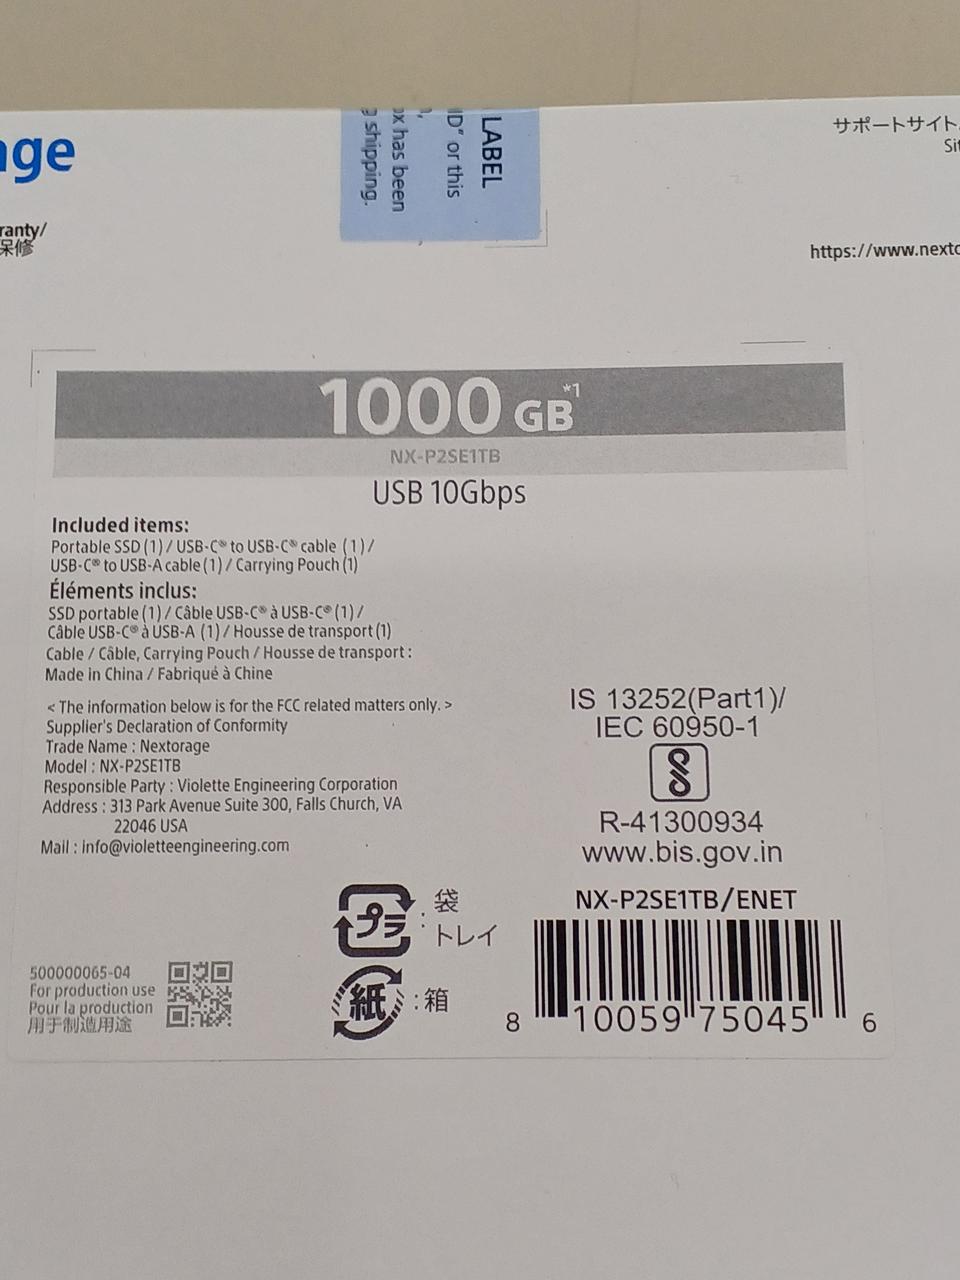 LABEL
ID" or this
ox has been
shipping.
サポートサイト
ranty/
保修
https://www.nexto
1000 GB*1
NX-P2SE1TB
USB 10Gbps
Included items:
Portable SSD (1) / USB-C® to USB-C® cable (1) /
USB-C® to USB-A cable (1) / Carrying Pouch (1)
Éléments inclus:
SSD portable (1) / Câble USB-C® à USB-C® (1) /
Câble USB-C® à USB-A (1) / Housse de transport (1)
Cable / Câble, Carrying Pouch / Housse de transport :
Made in China / Fabriqué à Chine
< The information below is for the FCC related matters only. >
Supplier's Declaration of Conformity
Trade Name : Nextorage
Model : NX-P2SE1TB
Responsible Party : Violette Engineering Corporation
Address : 313 Park Avenue Suite 300, Falls Church, VA
22046 USA
Mail : info@violetteengineering.com
IS 13252(Part1)/
IEC 60950-1
R-41300934
www.bis.gov.in
NX-P2SE1TB/ENET
8 10059 75045 6
プラ : 袋
トレイ
紙 : 箱
500000065-04
For production use
Pour la production
用于制造用途